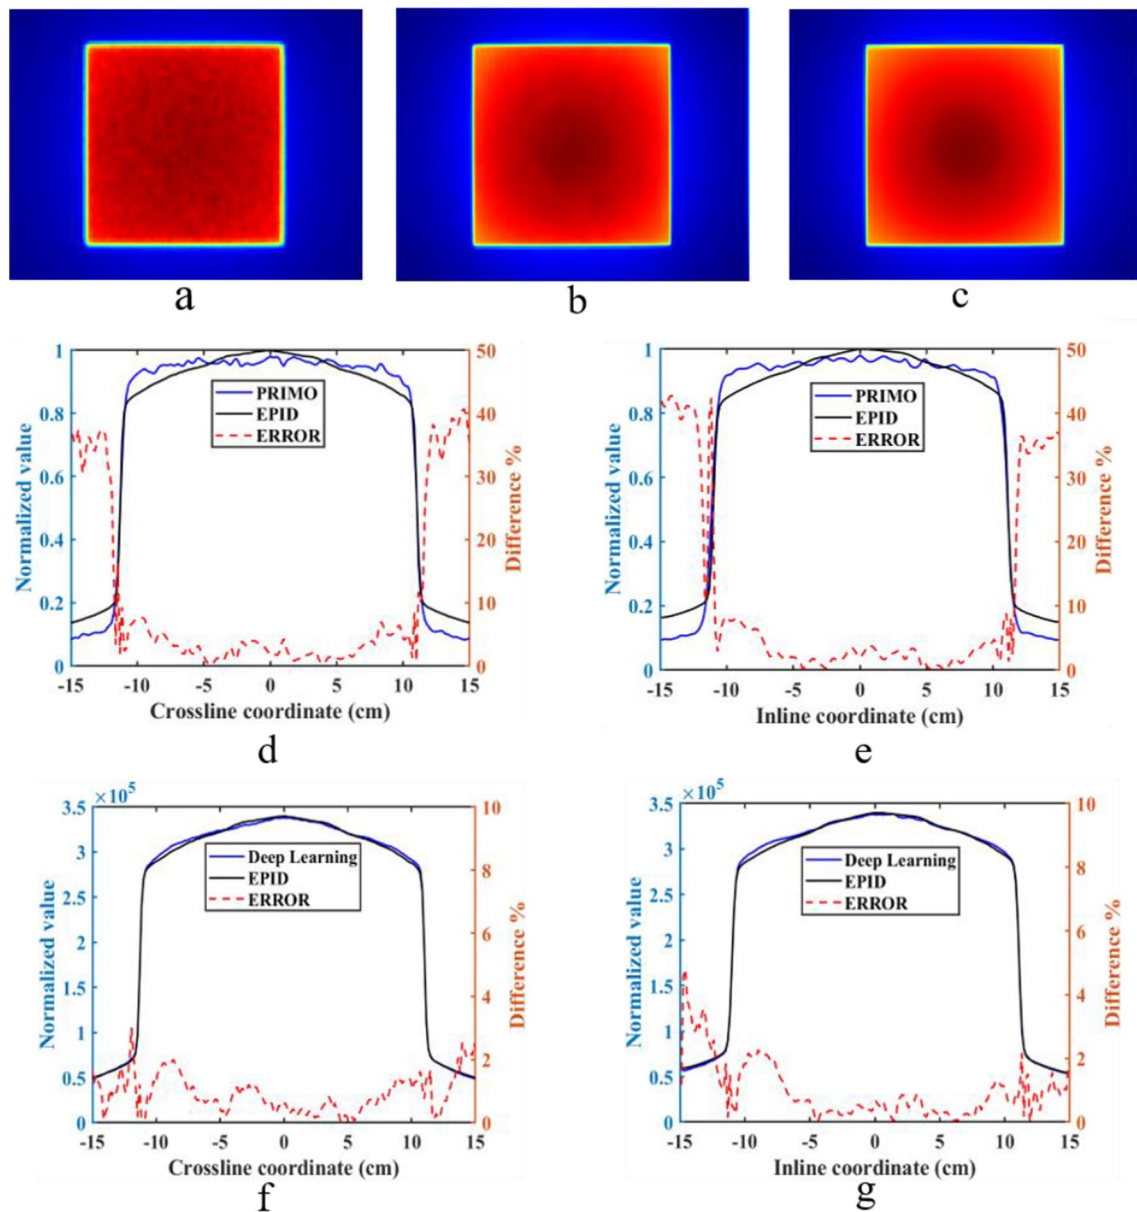 a
b
c
1
0.8
0.6
0.4
0.2
0
Normalized value
PRIMO
EPID
ERROR
50
40
30
20
10
0
Difference %
-15 -10 -5 0 5 10 15
Crossline coordinate (cm)
d
1
0.8
0.6
0.4
0.2
0
Normalized value
PRIMO
EPID
ERROR
50
40
30
20
10
0
Difference %
-15 -10 -5 0 5 10 15
Inline coordinate (cm)
e
×10⁵
3.5
3
2.5
2
1.5
1
0.5
0
Normalized value
Deep Learning
EPID
ERROR
10
8
6
4
2
0
Difference %
-15 -10 -5 0 5 10 15
Crossline coordinate (cm)
f
×10⁵
3.5
3
2.5
2
1.5
1
0.5
0
Normalized value
Deep Learning
EPID
ERROR
10
8
6
4
2
0
Difference %
-15 -10 -5 0 5 10 15
Inline coordinate (cm)
g